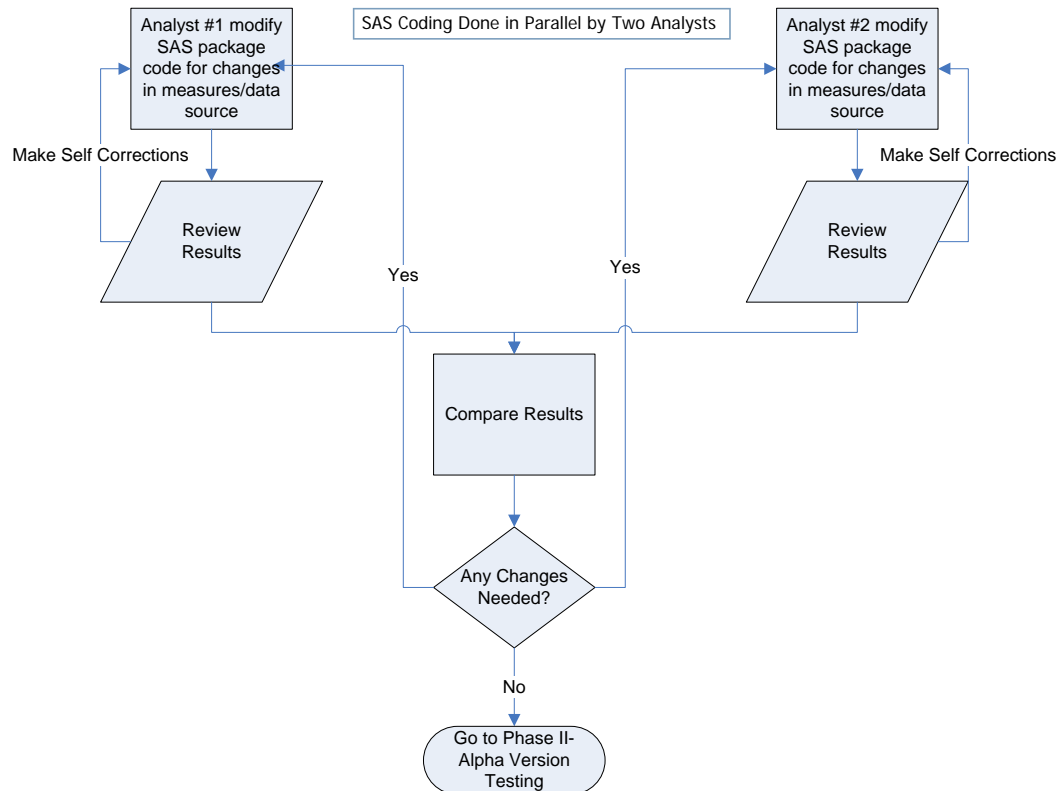 SAS Coding Done in Parallel by Two Analysts
Analyst #1 modify
SAS package
code for changes
in measures/data
source
Analyst #2 modify
SAS package
code for changes
in measures/data
source
Make Self Corrections
Make Self Corrections
Review
Results
Review
Results
Yes
Yes
Compare Results
Any Changes
Needed?
No
Go to Phase II-
Alpha Version
Testing